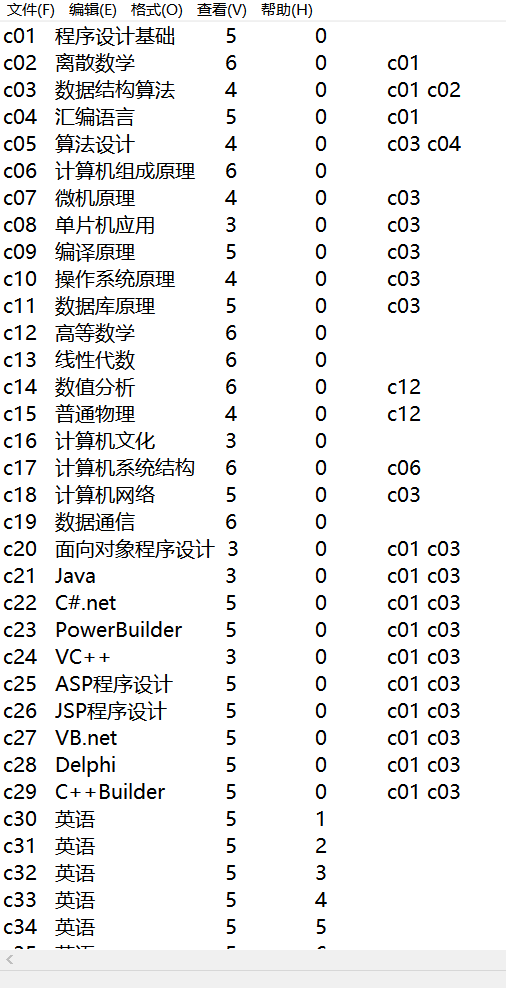 文件(F) 编辑(E) 格式(O) 查看(V) 帮助(H)
c01 程序设计基础 5 0
c02 离散数学 6 0 c01
c03 数据结构算法 4 0 c01 c02
c04 汇编语言 5 0 c01
c05 算法设计 4 0 c03 c04
c06 计算机组成原理 6 0
c07 微机原理 4 0 c03
c08 单片机应用 3 0 c03
c09 编译原理 5 0 c03
c10 操作系统原理 4 0 c03
c11 数据库原理 5 0 c03
c12 高等数学 6 0
c13 线性代数 6 0
c14 数值分析 6 0 c12
c15 普通物理 4 0 c12
c16 计算机文化 3 0
c17 计算机系统结构 6 0 c06
c18 计算机网络 5 0 c03
c19 数据通信 6 0
c20 面向对象程序设计 3 0 c01 c03
c21 Java 3 0 c01 c03
c22 C#.net 5 0 c01 c03
c23 PowerBuilder 5 0 c01 c03
c24 VC++ 3 0 c01 c03
c25 ASP程序设计 5 0 c01 c03
c26 JSP程序设计 5 0 c01 c03
c27 VB.net 5 0 c01 c03
c28 Delphi 5 0 c01 c03
c29 C++Builder 5 0 c01 c03
c30 英语 5 1
c31 英语 5 2
c32 英语 5 3
c33 英语 5 4
c34 英语 5 5